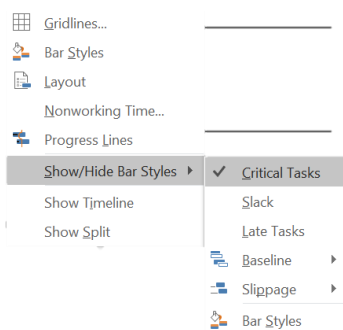 Gridlines...
Bar Styles
Layout
Nonworking Time...
Progress Lines
Show/Hide Bar Styles
Show Timeline
Show Split
Critical Tasks
Slack
Late Tasks
Baseline
Slippage
Bar Styles